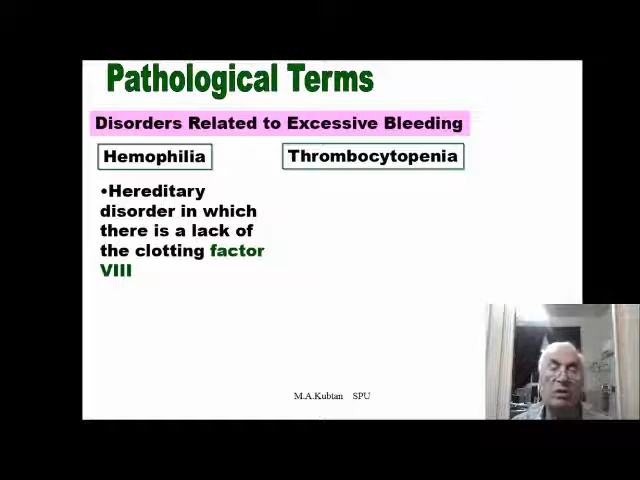 Pathological Terms
Disorders Related to Excessive Bleeding
Hemophilia
Thrombocytopenia
•Hereditary
disorder in which
there is a lack of
the clotting factor
VIII
M.A.Kubtan SPU